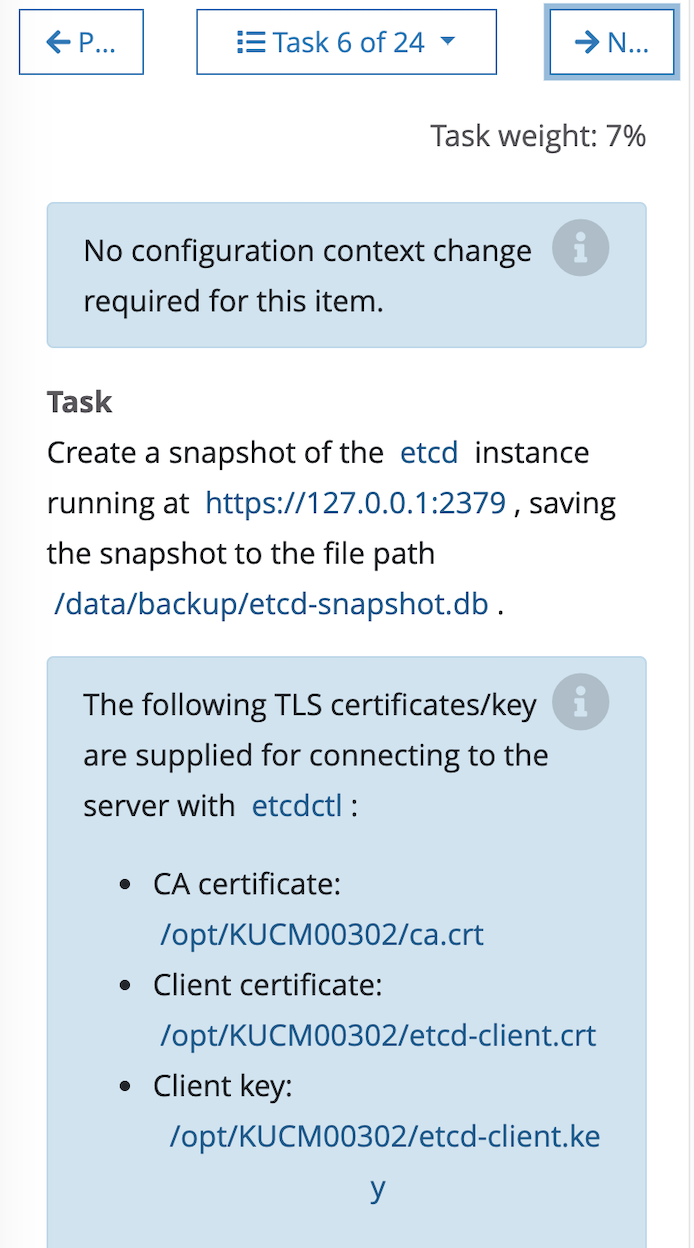 P...
Task 6 of 24
N...
Task weight: 7%
No configuration context change
required for this item.
Task
Create a snapshot of the etcd instance
running at https://127.0.0.1:2379 , saving
the snapshot to the file path
/data/backup/etcd-snapshot.db .
The following TLS certificates/key
are supplied for connecting to the
server with etcdctl :
• CA certificate:
/opt/KUCM00302/ca.crt
• Client certificate:
/opt/KUCM00302/etcd-client.crt
• Client key:
/opt/KUCM00302/etcd-client.ke
y